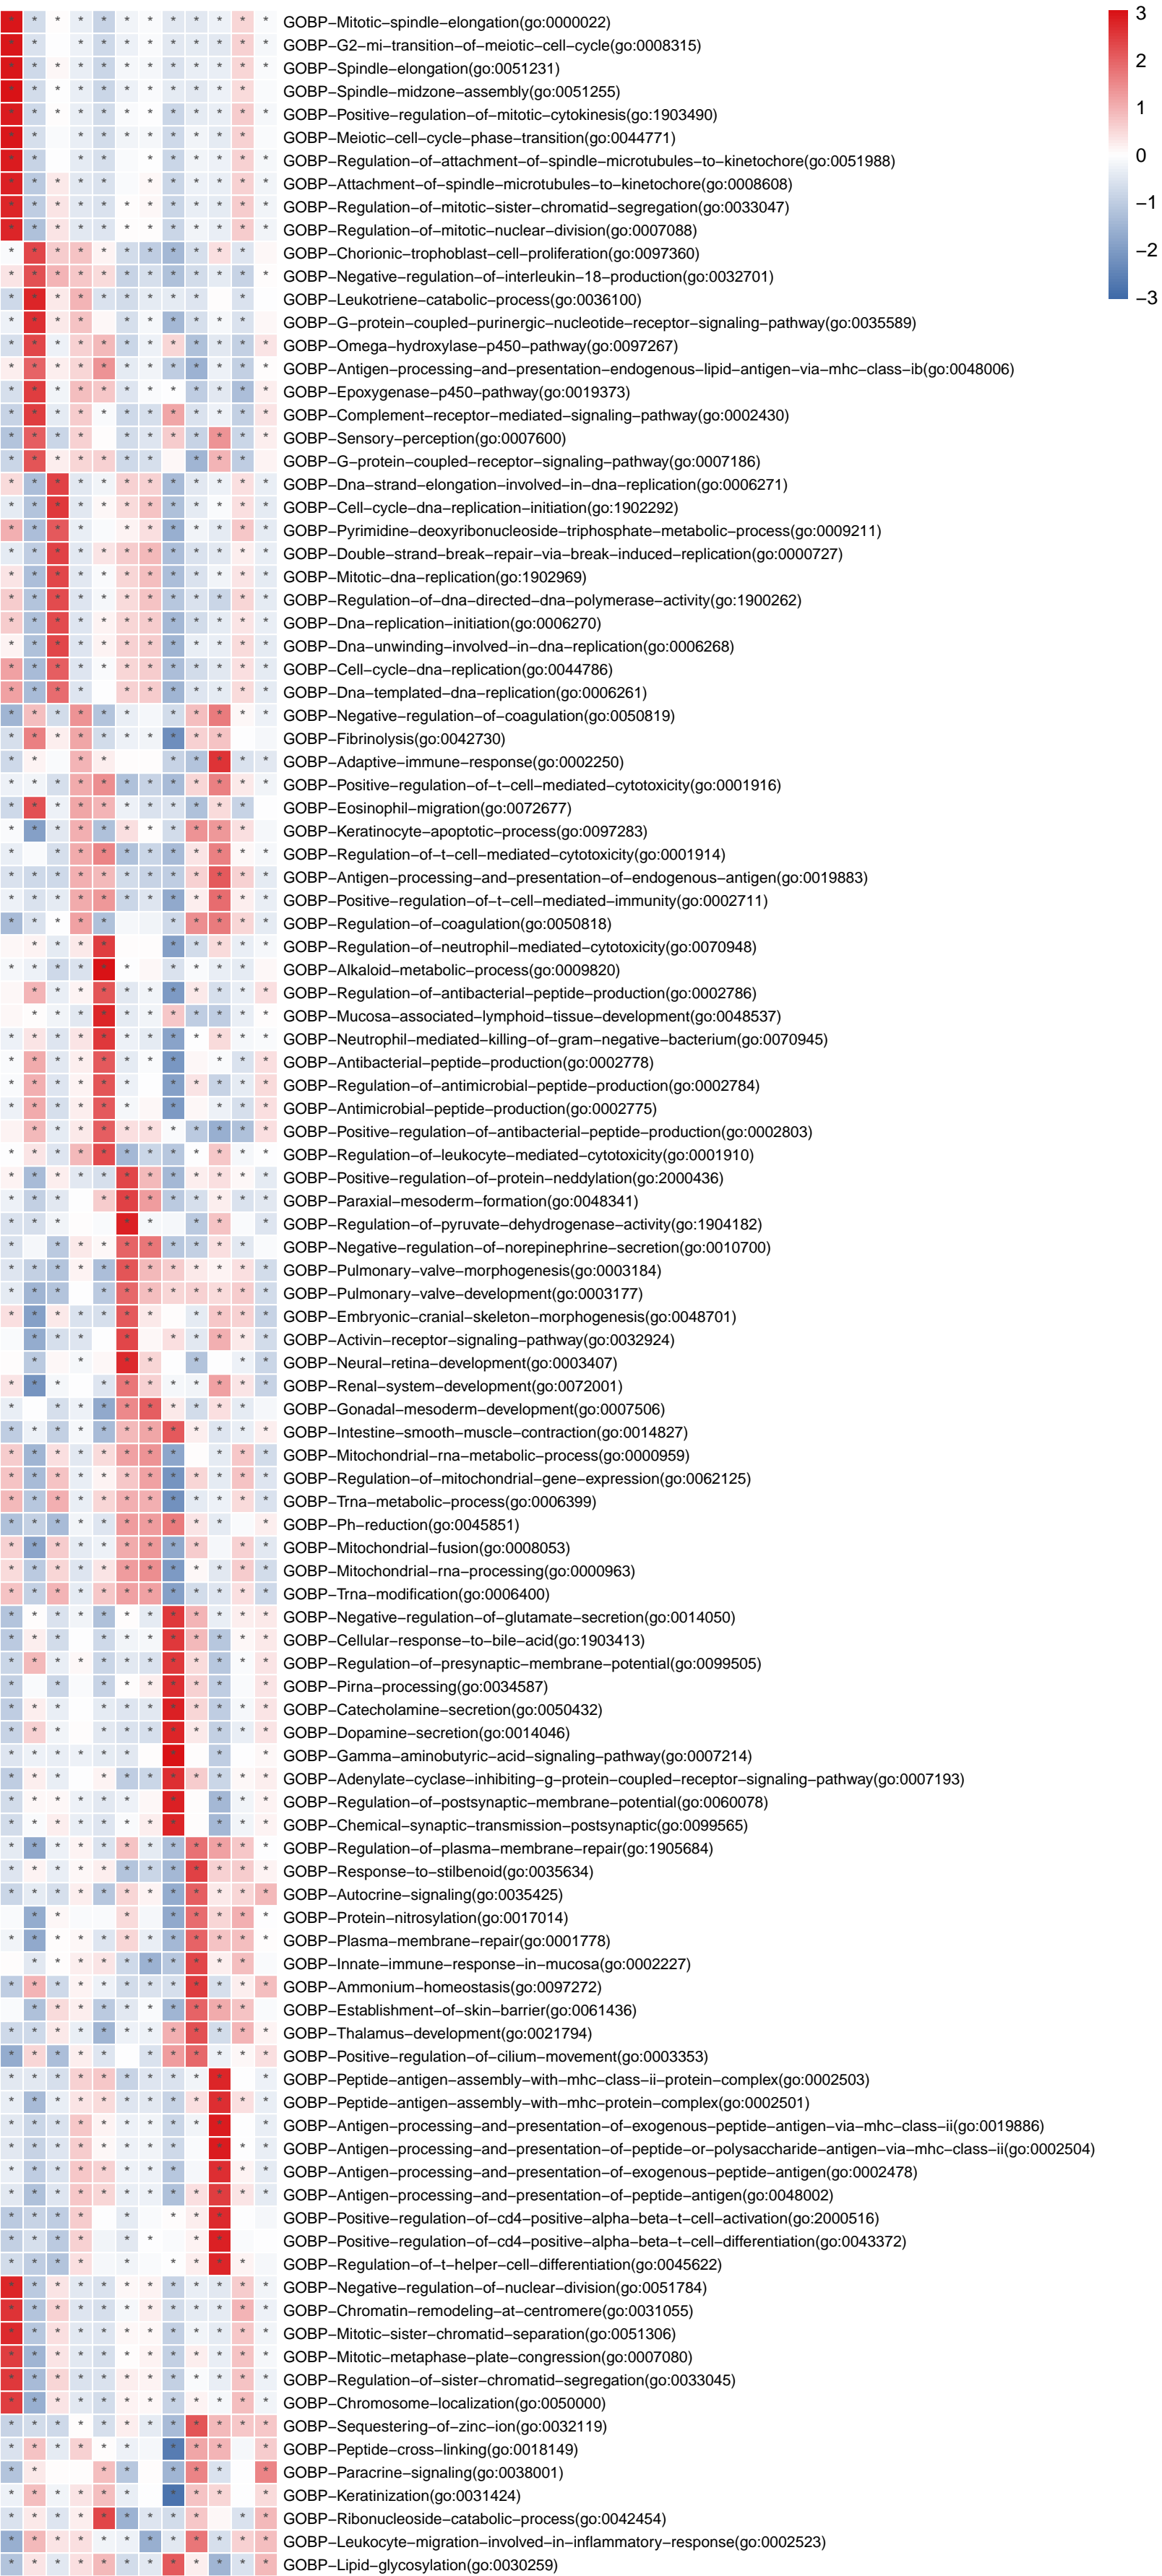 GOBP−Mitotic−spindle−elongation(go:0000022)
GOBP−G2−mi−transition−of−meiotic−cell−cycle(go:0008315)
GOBP−Spindle−elongation(go:0051231)
GOBP−Spindle−midzone−assembly(go:0051255)
GOBP−Positive−regulation−of−mitotic−cytokinesis(go:1903490)
GOBP−Meiotic−cell−cycle−phase−transition(go:0044771)
GOBP−Regulation−of−attachment−of−spindle−microtubules−to−kinetochore(go:0051988)
GOBP−Attachment−of−spindle−microtubules−to−kinetochore(go:0008608)
GOBP−Regulation−of−mitotic−sister−chromatid−segregation(go:0033047)
GOBP−Regulation−of−mitotic−nuclear−division(go:0007088)
GOBP−Chorionic−trophoblast−cell−proliferation(go:0097360)
GOBP−Negative−regulation−of−interleukin−18−production(go:0032701)
GOBP−Leukotriene−catabolic−process(go:0036100)
GOBP−G−protein−coupled−purinergic−nucleotide−receptor−signaling−pathway(go:0035589)
GOBP−Omega−hydroxylase−p450−pathway(go:0097267)
GOBP−Antigen−processing−and−presentation−endogenous−lipid−antigen−via−mhc−class−ib(go:0048006)
GOBP−Epoxygenase−p450−pathway(go:0019373)
GOBP−Complement−receptor−mediated−signaling−pathway(go:0002430)
GOBP−Sensory−perception(go:0007600)
GOBP−G−protein−coupled−receptor−signaling−pathway(go:0007186)
GOBP−Dna−strand−elongation−involved−in−dna−replication(go:0006271)
GOBP−Cell−cycle−dna−replication−initiation(go:1902292)
GOBP−Pyrimidine−deoxyribonucleoside−triphosphate−metabolic−process(go:0009211)
GOBP−Double−strand−break−repair−via−break−induced−replication(go:0000727)
GOBP−Mitotic−dna−replication(go:1902969)
GOBP−Regulation−of−dna−directed−dna−polymerase−activity(go:1900262)
GOBP−Dna−replication−initiation(go:0006270)
GOBP−Dna−unwinding−involved−in−dna−replication(go:0006268)
GOBP−Cell−cycle−dna−replication(go:0044786)
GOBP−Dna−templated−dna−replication(go:0006261)
GOBP−Negative−regulation−of−coagulation(go:0050819)
GOBP−Fibrinolysis(go:0042730)
GOBP−Adaptive−immune−response(go:0002250)
GOBP−Positive−regulation−of−t−cell−mediated−cytotoxicity(go:0001916)
GOBP−Eosinophil−migration(go:0072677)
GOBP−Keratinocyte−apoptotic−process(go:0097283)
GOBP−Regulation−of−t−cell−mediated−cytotoxicity(go:0001914)
GOBP−Antigen−processing−and−presentation−of−endogenous−antigen(go:0019883)
GOBP−Positive−regulation−of−t−cell−mediated−immunity(go:0002711)
GOBP−Regulation−of−coagulation(go:0050818)
GOBP−Regulation−of−neutrophil−mediated−cytotoxicity(go:0070948)
GOBP−Alkaloid−metabolic−process(go:0009820)
GOBP−Regulation−of−antibacterial−peptide−production(go:0002786)
GOBP−Mucosa−associated−lymphoid−tissue−development(go:0048537)
GOBP−Neutrophil−mediated−killing−of−gram−negative−bacterium(go:0070945)
GOBP−Antibacterial−peptide−production(go:0002778)
GOBP−Regulation−of−antimicrobial−peptide−production(go:0002784)
GOBP−Antimicrobial−peptide−production(go:0002775)
GOBP−Positive−regulation−of−antibacterial−peptide−production(go:0002803)
GOBP−Regulation−of−leukocyte−mediated−cytotoxicity(go:0001910)
GOBP−Positive−regulation−of−protein−neddylation(go:2000436)
GOBP−Paraxial−mesoderm−formation(go:0048341)
GOBP−Regulation−of−pyruvate−dehydrogenase−activity(go:1904182)
GOBP−Negative−regulation−of−norepinephrine−secretion(go:0010700)
GOBP−Pulmonary−valve−morphogenesis(go:0003184)
GOBP−Pulmonary−valve−development(go:0003177)
GOBP−Embryonic−cranial−skeleton−morphogenesis(go:0048701)
GOBP−Activin−receptor−signaling−pathway(go:0032924)
GOBP−Neural−retina−development(go:0003407)
GOBP−Renal−system−development(go:0072001)
GOBP−Gonadal−mesoderm−development(go:0007506)
GOBP−Intestine−smooth−muscle−contraction(go:0014827)
GOBP−Mitochondrial−rna−metabolic−process(go:0000959)
GOBP−Regulation−of−mitochondrial−gene−expression(go:0062125)
GOBP−Trna−metabolic−process(go:0006399)
GOBP−Ph−reduction(go:0045851)
GOBP−Mitochondrial−fusion(go:0008053)
GOBP−Mitochondrial−rna−processing(go:0000963)
GOBP−Trna−modification(go:0006400)
GOBP−Negative−regulation−of−glutamate−secretion(go:0014050)
GOBP−Cellular−response−to−bile−acid(go:1903413)
GOBP−Regulation−of−presynaptic−membrane−potential(go:0099505)
GOBP−Pirna−processing(go:0034587)
GOBP−Catecholamine−secretion(go:0050432)
GOBP−Dopamine−secretion(go:0014046)
GOBP−Gamma−aminobutyric−acid−signaling−pathway(go:0007214)
GOBP−Adenylate−cyclase−inhibiting−g−protein−coupled−receptor−signaling−pathway(go:0007193)
GOBP−Regulation−of−postsynaptic−membrane−potential(go:0060078)
GOBP−Chemical−synaptic−transmission−postsynaptic(go:0099565)
GOBP−Regulation−of−plasma−membrane−repair(go:1905684)
GOBP−Response−to−stilbenoid(go:0035634)
GOBP−Autocrine−signaling(go:0035425)
GOBP−Protein−nitrosylation(go:0017014)
GOBP−Plasma−membrane−repair(go:0001778)
GOBP−Innate−immune−response−in−mucosa(go:0002227)
GOBP−Ammonium−homeostasis(go:0097272)
GOBP−Establishment−of−skin−barrier(go:0061436)
GOBP−Thalamus−development(go:0021794)
GOBP−Positive−regulation−of−cilium−movement(go:0003353)
GOBP−Peptide−antigen−assembly−with−mhc−class−ii−protein−complex(go:0002503)
GOBP−Peptide−antigen−assembly−with−mhc−protein−complex(go:0002501)
GOBP−Antigen−processing−and−presentation−of−exogenous−peptide−antigen−via−mhc−class−ii(go:0019886)
GOBP−Antigen−processing−and−presentation−of−peptide−or−polysaccharide−antigen−via−mhc−class−ii(go:0002504)
GOBP−Antigen−processing−and−presentation−of−exogenous−peptide−antigen(go:0002478)
GOBP−Antigen−processing−and−presentation−of−peptide−antigen(go:0048002)
GOBP−Positive−regulation−of−cd4−positive−alpha−beta−t−cell−activation(go:2000516)
GOBP−Positive−regulation−of−cd4−positive−alpha−beta−t−cell−differentiation(go:0043372)
GOBP−Regulation−of−t−helper−cell−differentiation(go:0045622)
GOBP−Negative−regulation−of−nuclear−division(go:0051784)
GOBP−Chromatin−remodeling−at−centromere(go:0031055)
GOBP−Mitotic−sister−chromatid−separation(go:0051306)
GOBP−Mitotic−metaphase−plate−congression(go:0007080)
GOBP−Regulation−of−sister−chromatid−segregation(go:0033045)
GOBP−Chromosome−localization(go:0050000)
GOBP−Sequestering−of−zinc−ion(go:0032119)
GOBP−Peptide−cross−linking(go:0018149)
GOBP−Paracrine−signaling(go:0038001)
GOBP−Keratinization(go:0031424)
GOBP−Ribonucleoside−catabolic−process(go:0042454)
GOBP−Leukocyte−migration−involved−in−inflammatory−response(go:0002523)
GOBP−Lipid−glycosylation(go:0030259)
3
2
1
0
−1
−2
−3